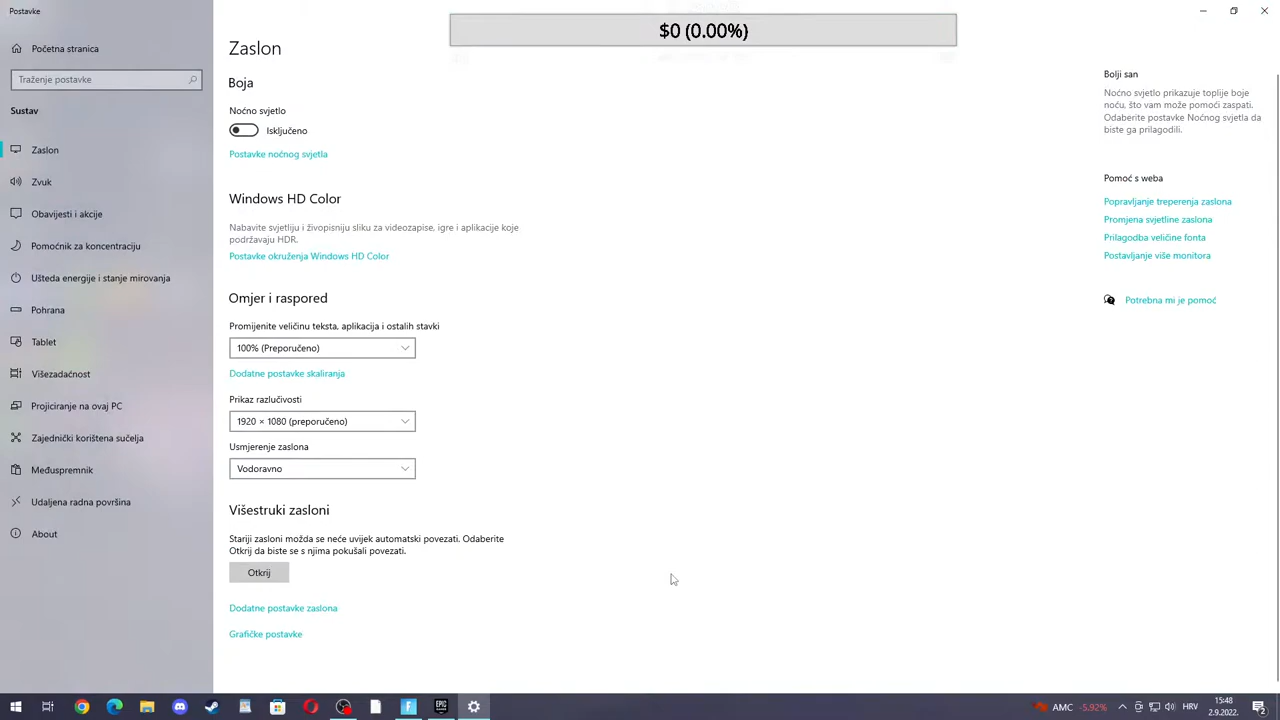 Postavke
$0 (0.00%)
Početna stranica
Traženje postavke
Sustav
Zaslon
Zvuk
Obavijesti i akcije
Pomoćnik za koncentraciju
Ušteda energije i stanje mirovanja
Pohrana
Tablet
Višezadaćnost
Projiciranje na ovaj PC
Zajednički korištena sučelja
Međuspremnik
Udaljena radna površina
About
Zaslon
Boja
Noćno svjetlo
Isključeno
Postavke noćnog svjetla
Windows HD Color
Nabavite svjetliju i živopisniju sliku za videozapise, igre i aplikacije koje
podržavaju HDR.
Postavke okruženja Windows HD Color
Omjer i raspored
Promijenite veličinu teksta, aplikacija i ostalih stavki
100% (Preporučeno)
Dodatne postavke skaliranja
Prikaz razlučivosti
1920 × 1080 (preporučeno)
Usmjerenje zaslona
Vodoravno
Višestruki zasloni
Stariji zasloni možda se neće uvijek automatski povezati. Odaberite
Otkrij da biste se s njima pokušali povezati.
Otkrij
Dodatne postavke zaslona
Grafičke postavke
Bolji san
Noćno svjetlo prikazuje toplije boje
noću, što vam može pomoći zaspati.
Odaberite postavke Noćnog svjetla da
biste ga prilagodili.
Pomoć s weba
Popravljanje treperenja zaslona
Promjena svjetline zaslona
Prilagodba veličine fonta
Postavljanje više monitora
Potrebna mi je pomoć
EPIC
GAMES
AMC -5.92%
HRV
15:48
2.9.2022.
2